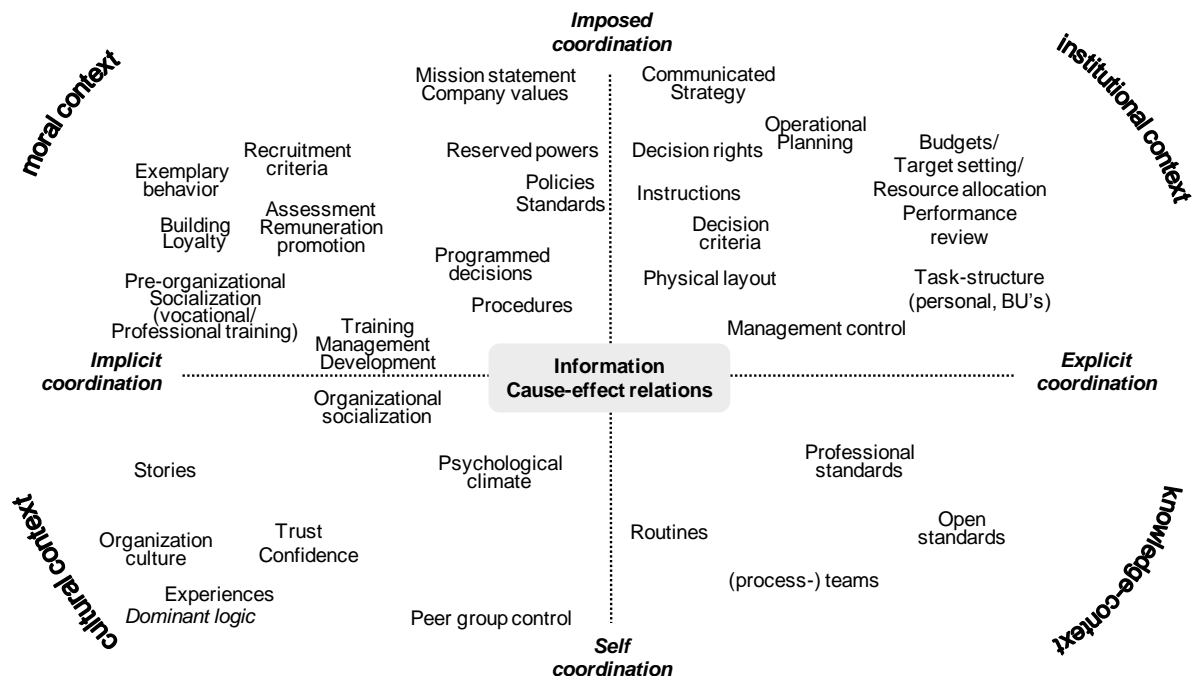 Imposed
coordination
moral context
institutional context
Mission statement
Company values
Communicated
Strategy
Operational
Planning
Budgets/
Target setting/
Resource allocation
Performance
review
Recruitment
criteria
Reserved powers
Decision rights
Exemplary
behavior
Policies
Standards
Instructions
Building
Loyalty
Assessment
Remuneration
promotion
Decision
criteria
Programmed
decisions
Physical layout
Task-structure
(personal, BU's)
Pre-organizational
Socialization
(vocational/
Professional training)
Procedures
Training
Management
Development
Management control
Implicit
coordination
Information
Cause-effect relations
Explicit
coordination
Organizational
socialization
Stories
Psychological
climate
Professional
standards
cultural context
knowledge-context
Organization
culture
Trust
Confidence
Routines
Open
standards
(process-) teams
Experiences
Dominant logic
Peer group control
Self
coordination